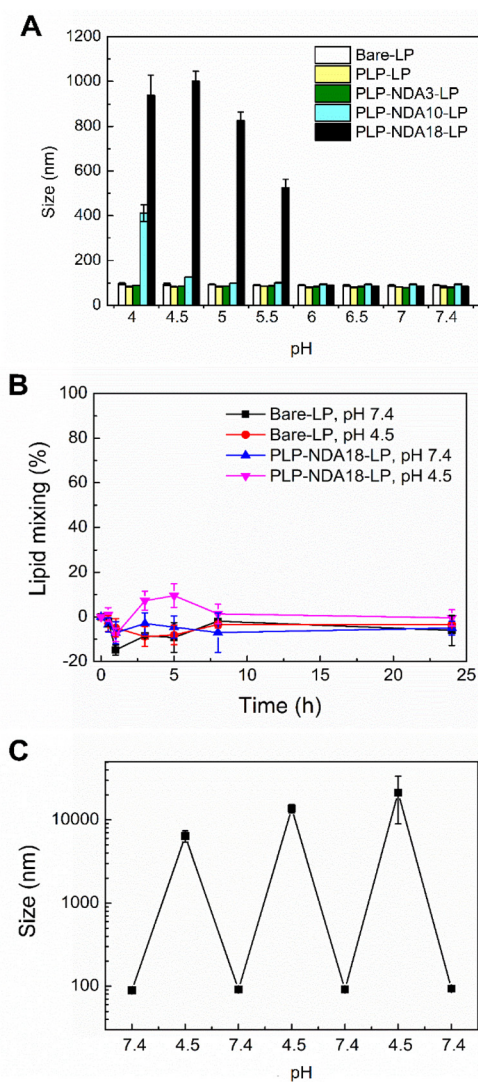 A
1200
1000
800
600
400
200
0
Size (nm)
Bare-LP
PLP-LP
PLP-NDA3-LP
PLP-NDA10-LP
PLP-NDA18-LP
4 4.5 5 5.5 6 6.5 7 7.4
pH
B
100
80
60
40
20
0
-20
Lipid mixing (%)
Bare-LP, pH 7.4
Bare-LP, pH 4.5
PLP-NDA18-LP, pH 7.4
PLP-NDA18-LP, pH 4.5
0 5 10 15 20 25
Time (h)
C
10000
1000
100
Size (nm)
7.4 4.5 7.4 4.5 7.4 4.5 7.4
pH